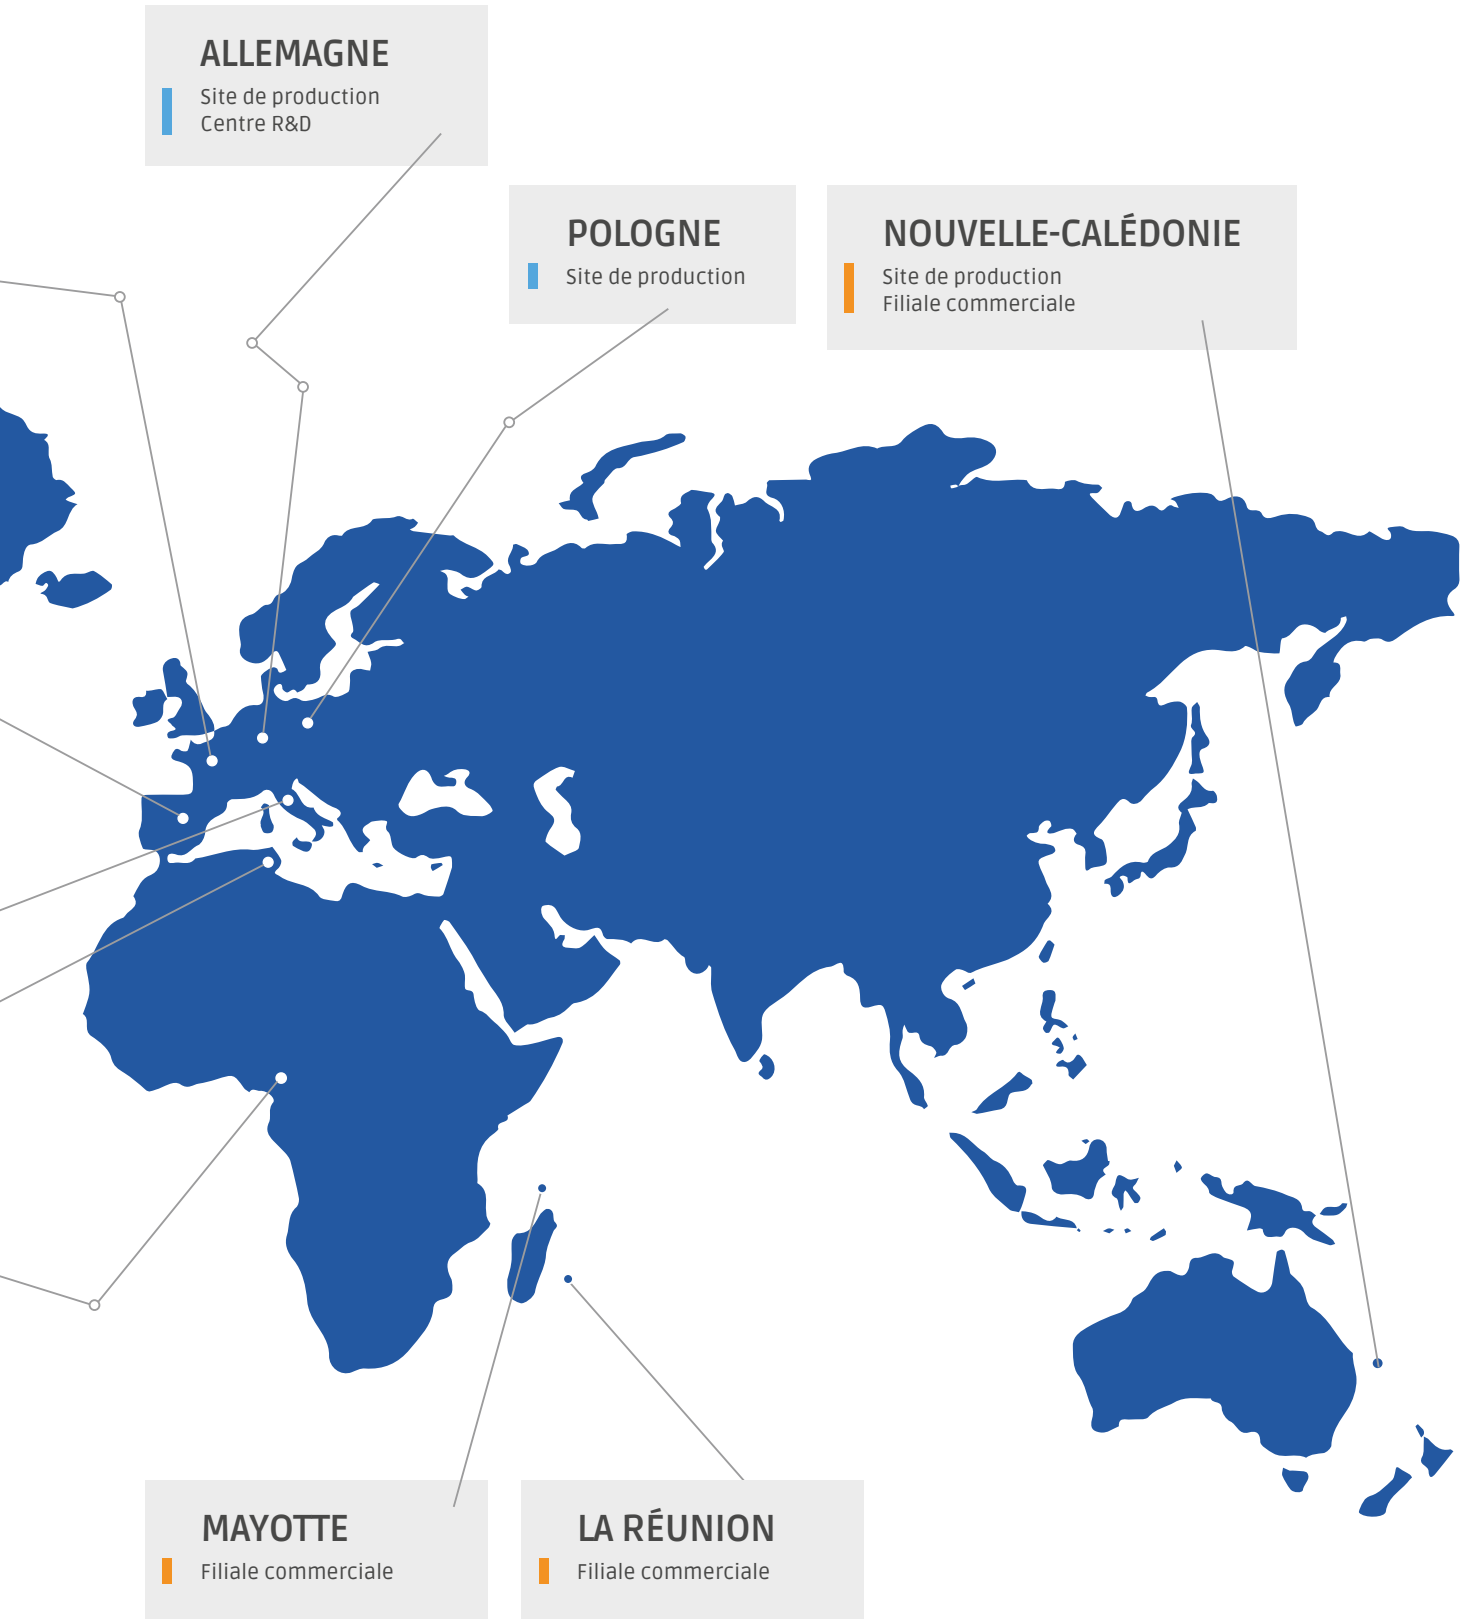 ALLEMAGNE
Site de production
Centre R&D
POLOGNE
Site de production
NOUVELLE-CALÉDONIE
Site de production
Filiale commerciale
MAYOTTE
Filiale commerciale
LA RÉUNION
Filiale commerciale